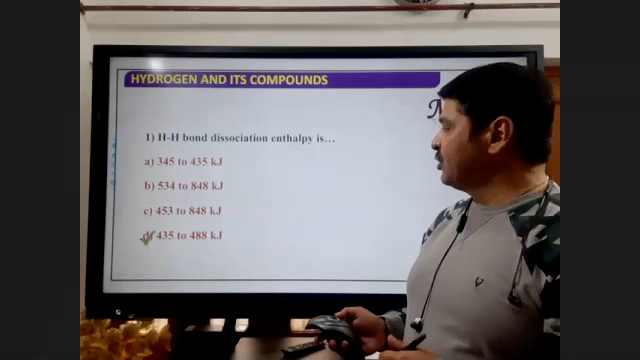 HYDROGEN AND ITS COMPOUNDS
1) H-H bond dissociation enthalpy is…
a) 345 to 435 kJ
b) 534 to 848 kJ
c) 453 to 848 kJ
d) 435 to 488 kJ